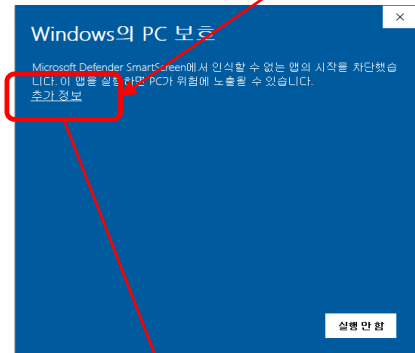 Windows의 PC 보호
Microsoft Defender SmartScreen에서 인식할 수 없는 앱의 시작을 차단했습
니다. 이 앱을 실행하면 PC가 위험에 노출될 수 있습니다.
추가 정보
실행 안 함